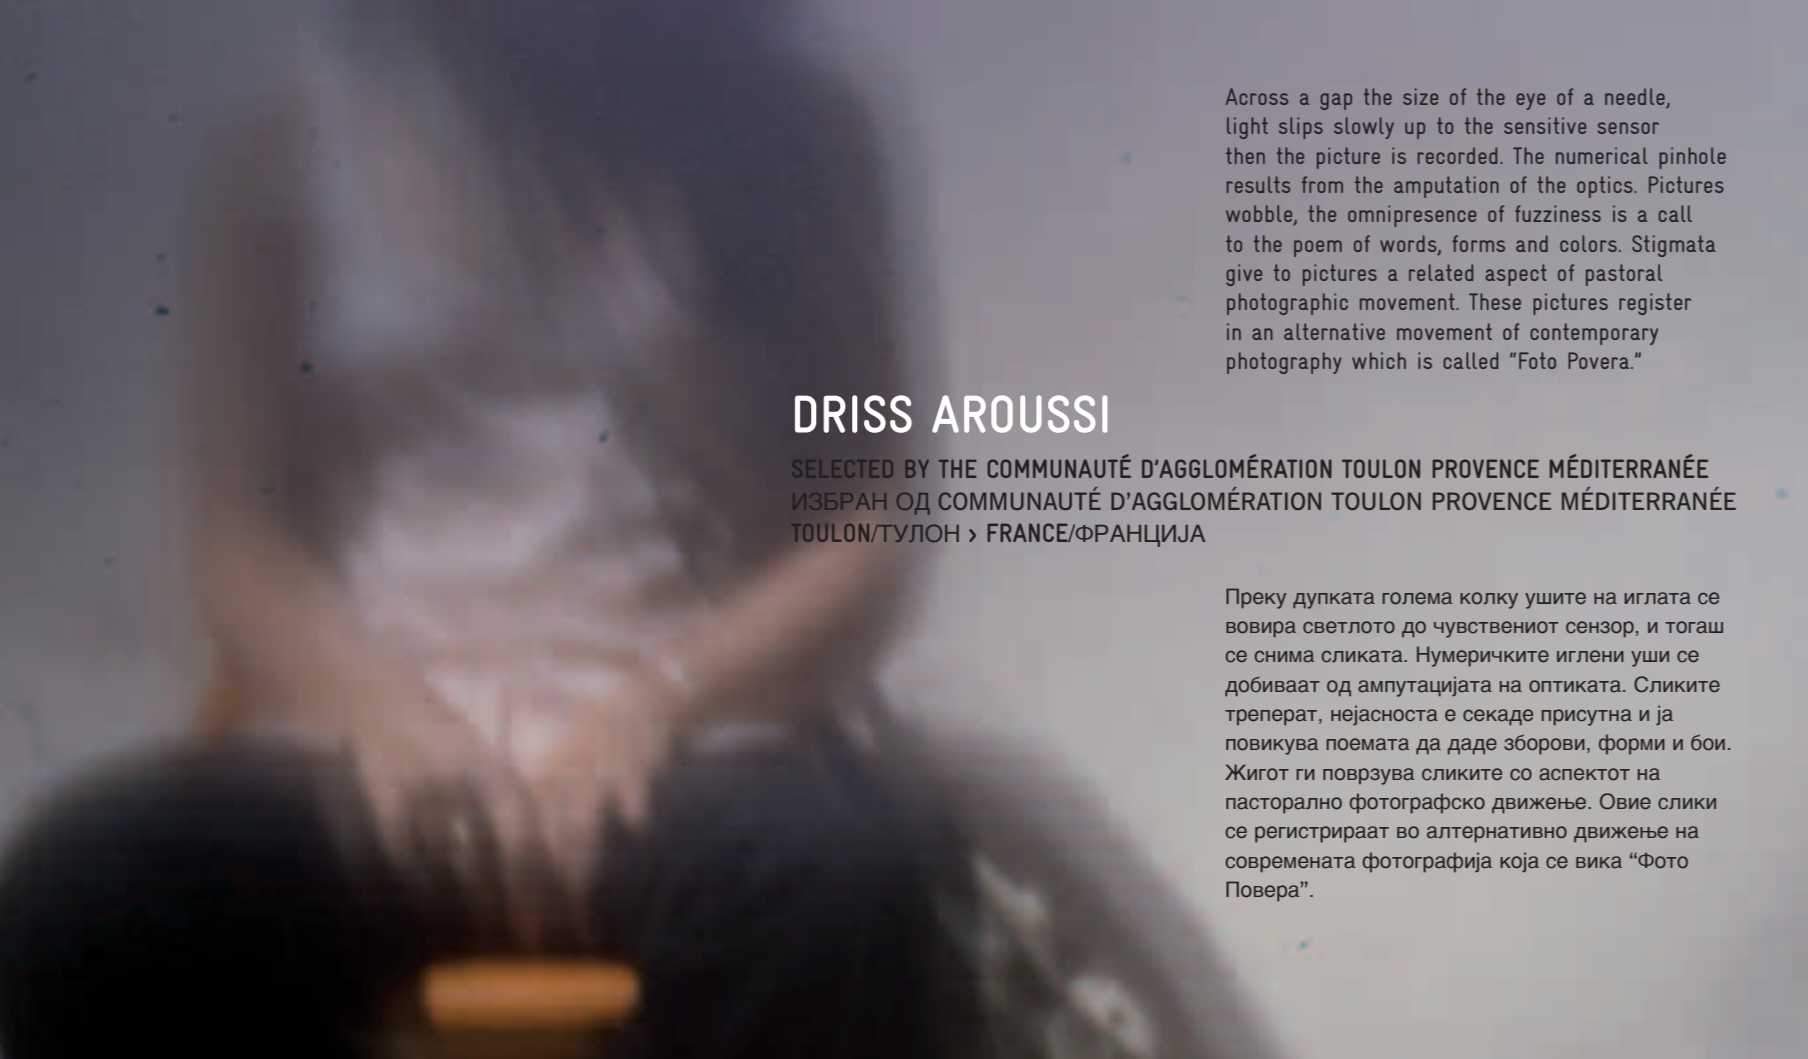 Across a gap the size of the eye of a needle,
light slips slowly up to the sensitive sensor
then the picture is recorded. The numerical pinhole
results from the amputation of the optics. Pictures
wobble, the omnipresence of fuzziness is a call
to the poem of words, forms and colors. Stigmata
give to pictures a related aspect of pastoral
photographic movement. These pictures register
in an alternative movement of contemporary
photography which is called "Foto Povera."
DRISS AROUSSI
SELECTED BY THE COMMUNAUTÉ D'AGGLOMÉRATION TOULON PROVENCE MÉDITERRANÉE
ИЗБРАН ОД COMMUNAUTÉ D'AGGLOMÉRATION TOULON PROVENCE MÉDITERRANÉE
TOULON/ТУЛОН › FRANCE/ФРАНЦИЈА
Преку дупката голема колку ушите на иглата се
вовира светлото до чувствениот сензор, и тогаш
се снима сликата. Нумеричките иглени уши се
добиваат од ампутацијата на оптиката. Сликите
треперат, нејасноста е секаде присутна и ја
повикува поемата да даде зборови, форми и бои.
Жигот ги поврзува сликите со аспектот на
пасторално фотографско движење. Овие слики
се регистрираат во алтернативно движење на
современата фотографија која се вика “Фото
Повера”.